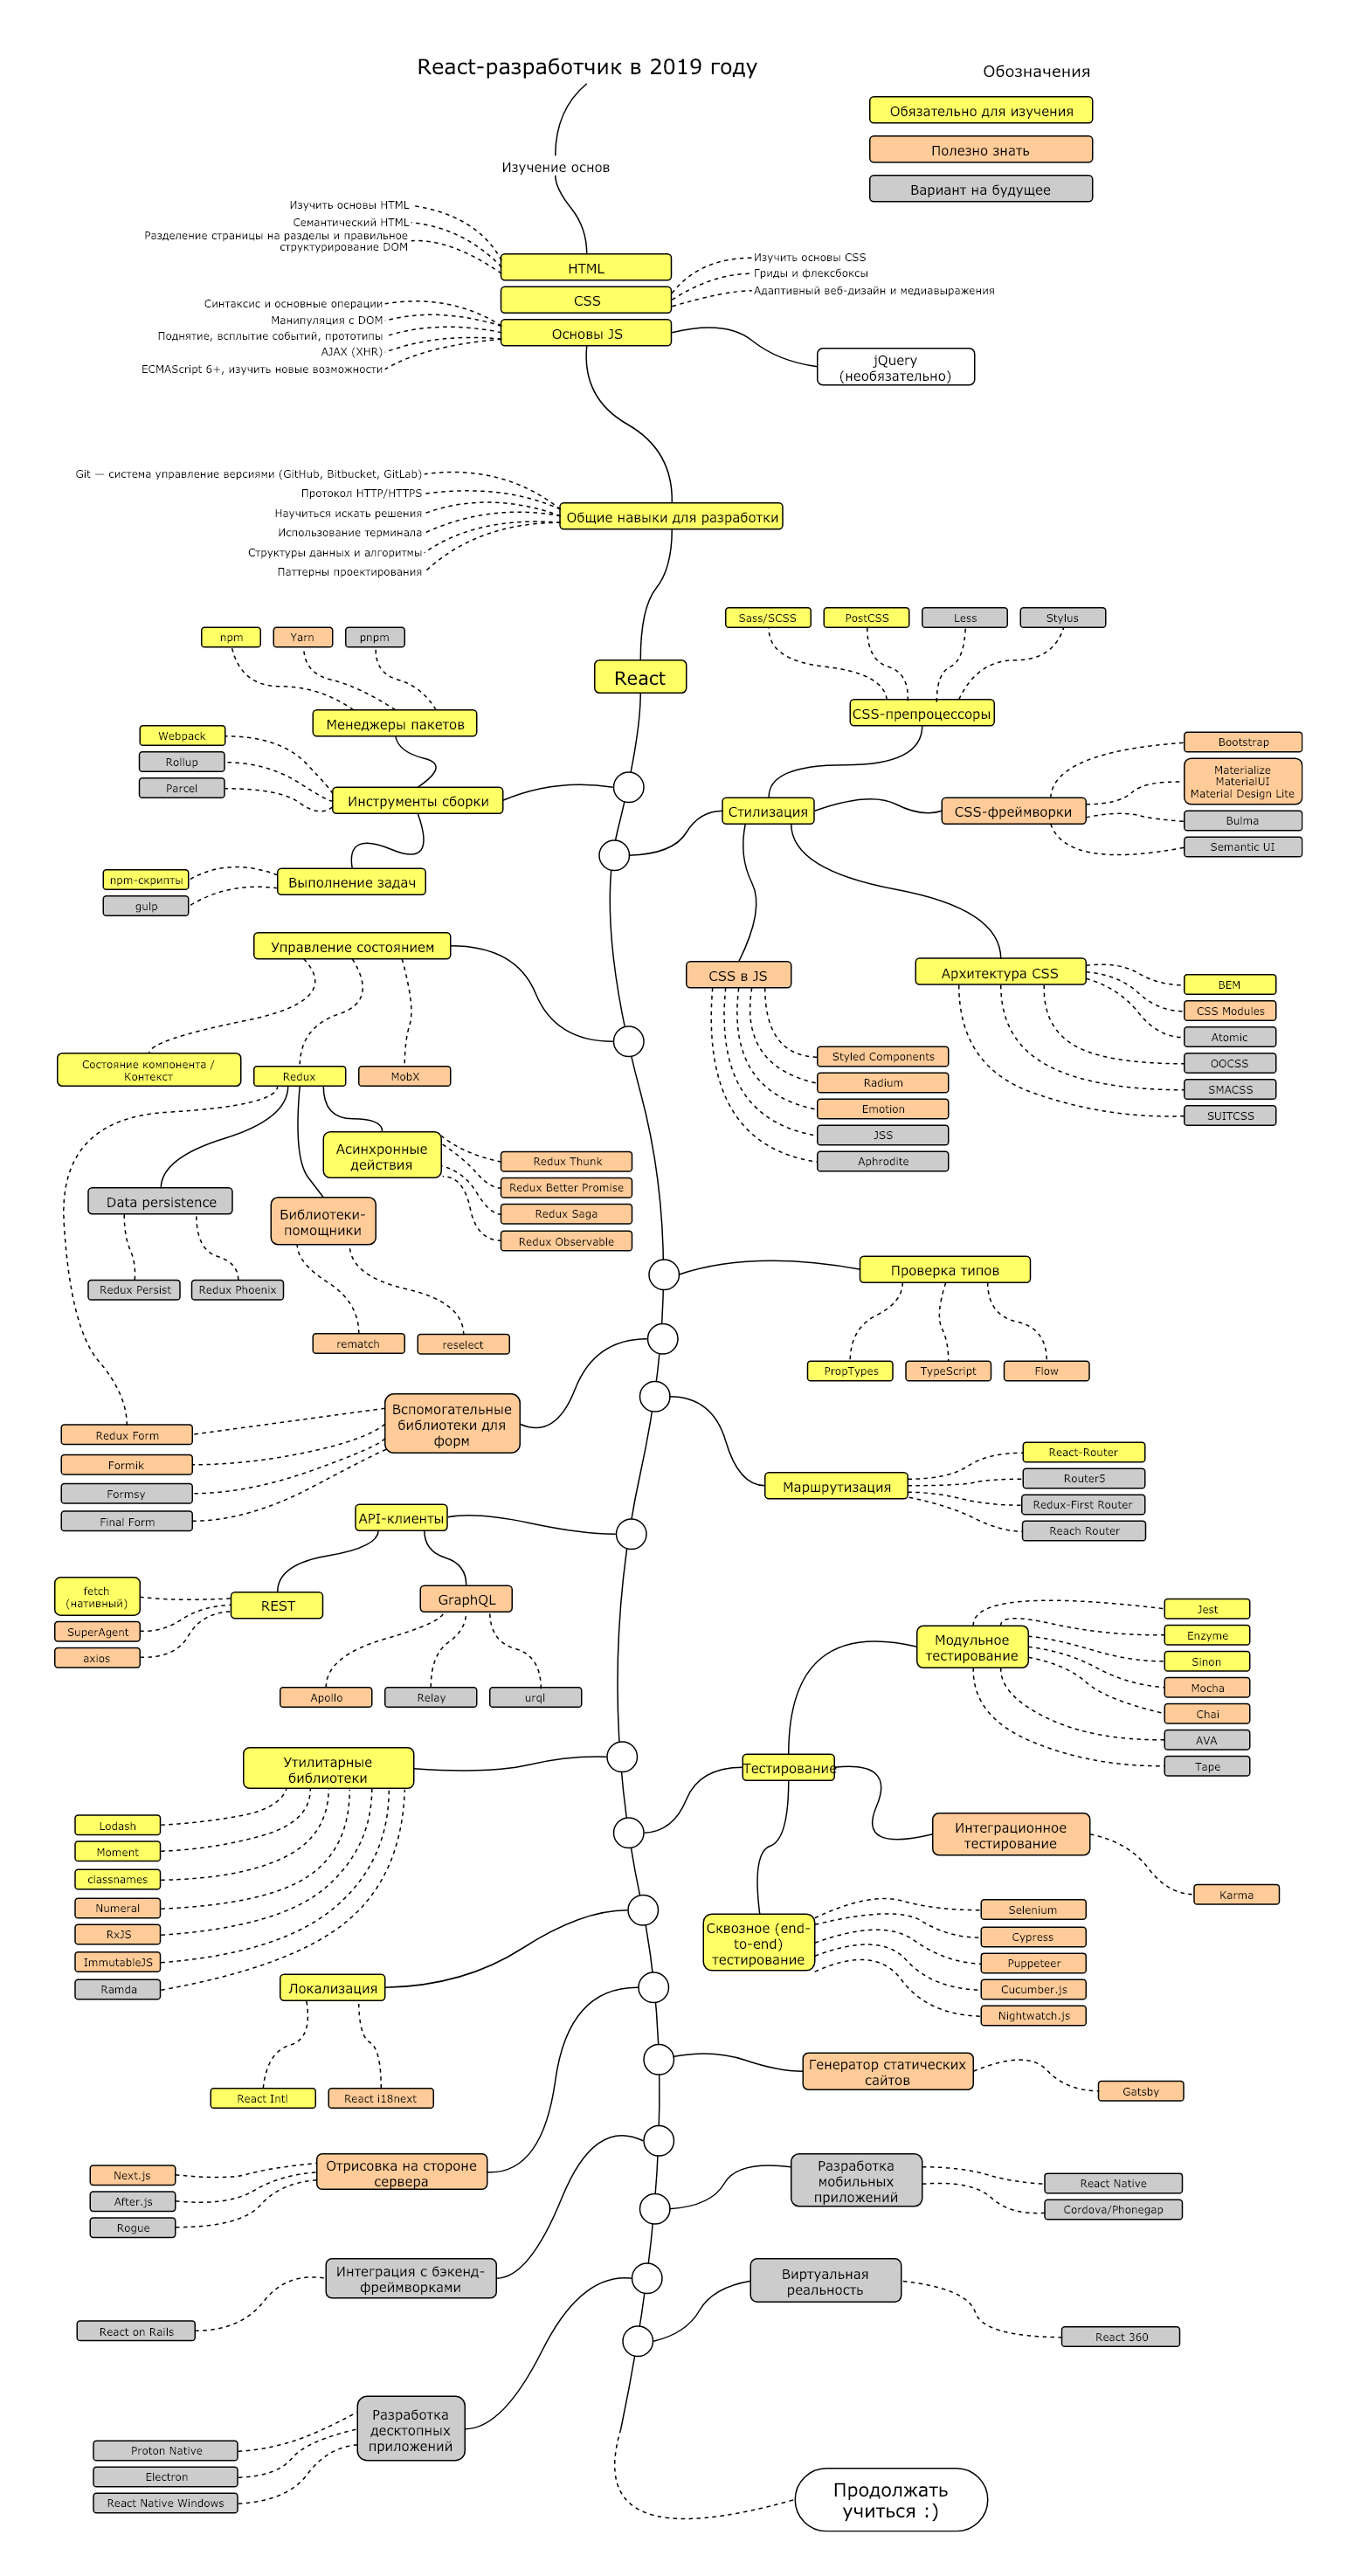 React-разработчик в 2019 году
Обозначения
Обязательно для изучения
Полезно знать
Вариант на будущее
Изучение основ
Изучить основы HTML
Семантический HTML
Разделение страницы на разделы и правильное
структурирование DOM
HTML
Изучить основы CSS
Гриды и флексбоксы
Адаптивный веб-дизайн и медиавыражения
CSS
Синтаксис и основные операции
Манипуляция с DOM
Поднятие, всплытие событий, прототипы
AJAX (XHR)
ECMAScript 6+, изучить новые возможности
Основы JS
jQuery
(необязательно)
Git — система управление версиями (GitHub, Bitbucket, GitLab)
Протокол HTTP/HTTPS
Научиться искать решения
Использование терминала
Структуры данных и алгоритмы
Паттерны проектирования
Общие навыки для разработки
React
npm
Yarn
pnpm
Менеджеры пакетов
Webpack
Rollup
Parcel
Инструменты сборки
npm-скрипты
gulp
Выполнение задач
Sass/SCSS
PostCSS
Less
Stylus
CSS-препроцессоры
Стилизация
CSS-фреймворки
Bootstrap
Materialize
MaterialUI
Material Design Lite
Bulma
Semantic UI
CSS в JS
Styled Components
Radium
Emotion
JSS
Aphrodite
Архитектура CSS
BEM
CSS Modules
Atomic
OOCSS
SMACSS
SUITCSS
Управление состоянием
Состояние компонента /
Контекст
Redux
MobX
Асинхронные
действия
Redux Thunk
Redux Better Promise
Redux Saga
Redux Observable
Data persistence
Redux Persist
Redux Phoenix
Библиотеки-
помощники
rematch
reselect
Проверка типов
PropTypes
TypeScript
Flow
Вспомогательные
библиотеки для
форм
Redux Form
Formik
Formsy
Final Form
Маршрутизация
React-Router
Router5
Redux-First Router
Reach Router
API-клиенты
REST
fetch
(нативный)
SuperAgent
axios
GraphQL
Apollo
Relay
urql
Модульное
тестирование
Jest
Enzyme
Sinon
Mocha
Chai
AVA
Tape
Утилитарные
библиотеки
Lodash
Moment
classnames
Numeral
RxJS
ImmutableJS
Ramda
Тестирование
Интеграционное
тестирование
Karma
Сквозное (end-
to-end)
тестирование
Selenium
Cypress
Puppeteer
Cucumber.js
Nightwatch.js
Локализация
React Intl
React i18next
Генератор статических
сайтов
Gatsby
Отрисовка на стороне
сервера
Next.js
After.js
Rogue
Разработка
мобильных
приложений
React Native
Cordova/Phonegap
Интеграция с бэкенд-
фреймворками
React on Rails
Виртуальная
реальность
React 360
Разработка
десктопных
приложений
Proton Native
Electron
React Native Windows
Продолжать
учиться :)